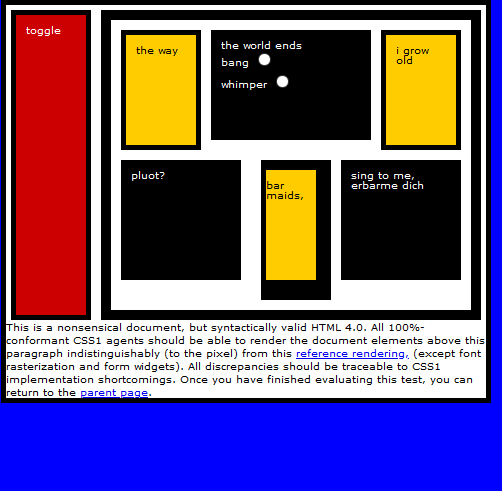 toggle
the way
the world ends
bang
whimper
i grow
old
pluot?
bar
maids,
sing to me,
erbarme dich
This is a nonsensical document, but syntactically valid HTML 4.0. All 100%-
conformant CSS1 agents should be able to render the document elements above this
paragraph indistinguishably (to the pixel) from this reference rendering, (except font
rasterization and form widgets). All discrepancies should be traceable to CSS1
implementation shortcomings. Once you have finished evaluating this test, you can
return to the parent page.